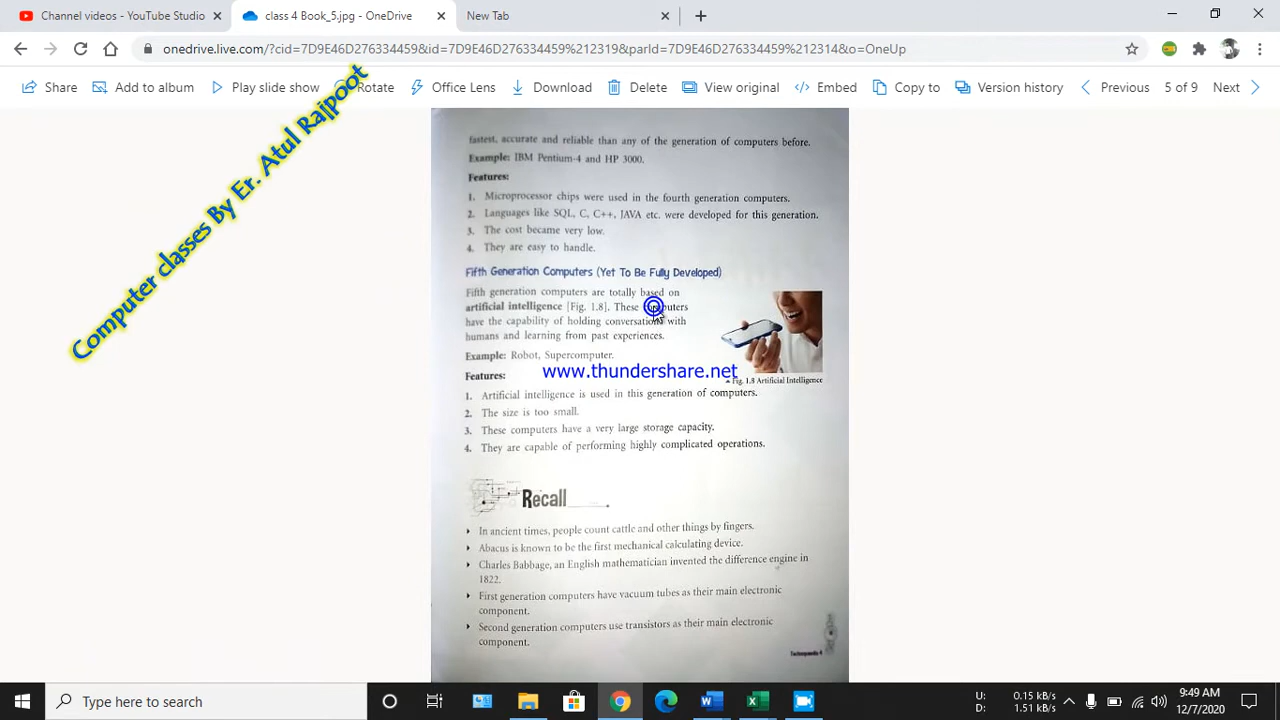 Channel videos - YouTube Studio
class 4 Book_5.jpg - OneDrive
New Tab
onedrive.live.com/?cid=7D9E46D276334459&id=7D9E46D276334459%212319&parId=7D9E46D276334459%212314&o=OneUp
Share Add to album Play slide show Rotate Office Lens Download Delete View original Embed Copy to Version history Previous 5 of 9 Next
Computer classes By Er. Atul Rajpoot
fastest, accurate and reliable than any of the generation of computers before.
Example: IBM Pentium-4 and HP 3000.
Features:
1. Microprocessor chips were used in the fourth generation computers.
2. Languages like SQL, C, C++, JAVA etc. were developed for this generation.
3. The cost became very low.
4. They are easy to handle.
Fifth Generation Computers (Yet To Be Fully Developed)
Fifth generation computers are totally based on
artificial intelligence [Fig. 1.8]. These computers
have the capability of holding conversations with
humans and learning from past experiences.
Example: Robot, Supercomputer.
www.thundershare.net
Features:
Fig. 1.8 Artificial Intelligence
1. Artificial intelligence is used in this generation of computers.
2. The size is too small.
3. These computers have a very large storage capacity.
4. They are capable of performing highly complicated operations.
Recall
In ancient times, people count cattle and other things by fingers.
Abacus is known to be the first mechanical calculating device.
Charles Babbage, an English mathematician invented the difference engine in
1822.
First generation computers have vacuum tubes as their main electronic
component.
Second generation computers use transistors as their main electronic
component.
Type here to search
U: 0.15 kB/s
D: 1.51 kB/s
9:49 AM
12/7/2020